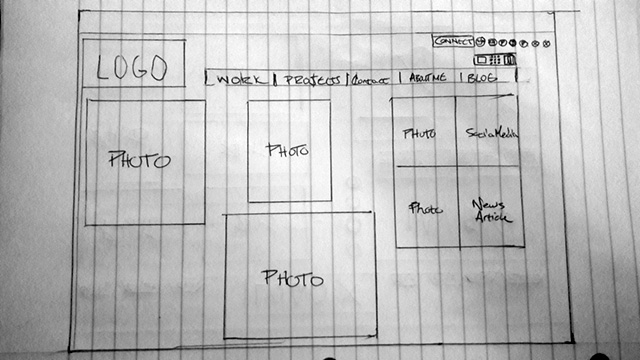 CONNECT
LOGO
WORK | PROJECTS | Contact | ABOUT ME | BLOG
PHOTO
PHOTO
PHOTO
Social Media
Photo
News
Article
PHOTO